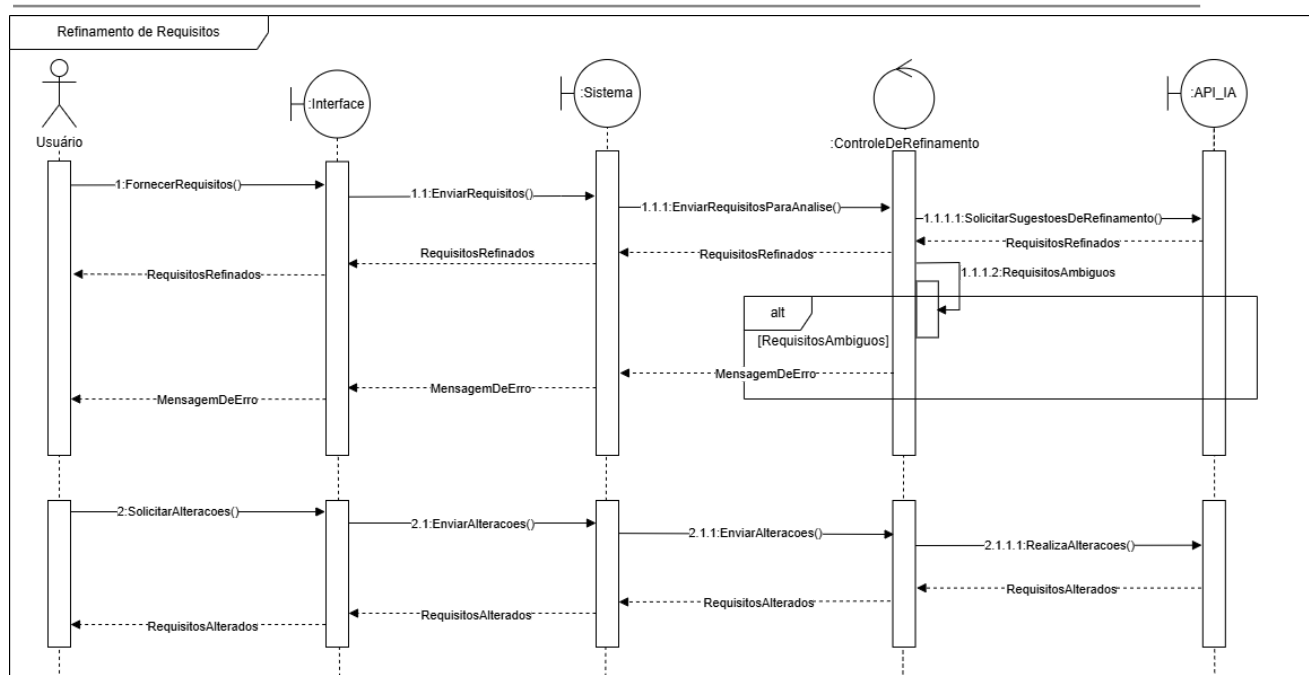 Refinamento de Requisitos
Usuário
:Interface
:Sistema
:ControleDeRefinamento
:API_IA
1:FornecerRequisitos()
1.1:EnviarRequisitos()
1.1.1:EnviarRequisitosParaAnalise()
1.1.1.1:SolicitarSugestoesDeRefinamento()
RequisitosRefinados
RequisitosRefinados
RequisitosRefinados
RequisitosRefinados
1.1.1.2:RequisitosAmbiguos
alt
[RequisitosAmbiguos]
MensagemDeErro
MensagemDeErro
MensagemDeErro
2:SolicitarAlteracoes()
2.1:EnviarAlteracoes()
2.1.1:EnviarAlteracoes()
2.1.1.1:RealizaAlteracoes()
RequisitosAlterados
RequisitosAlterados
RequisitosAlterados
RequisitosAlterados